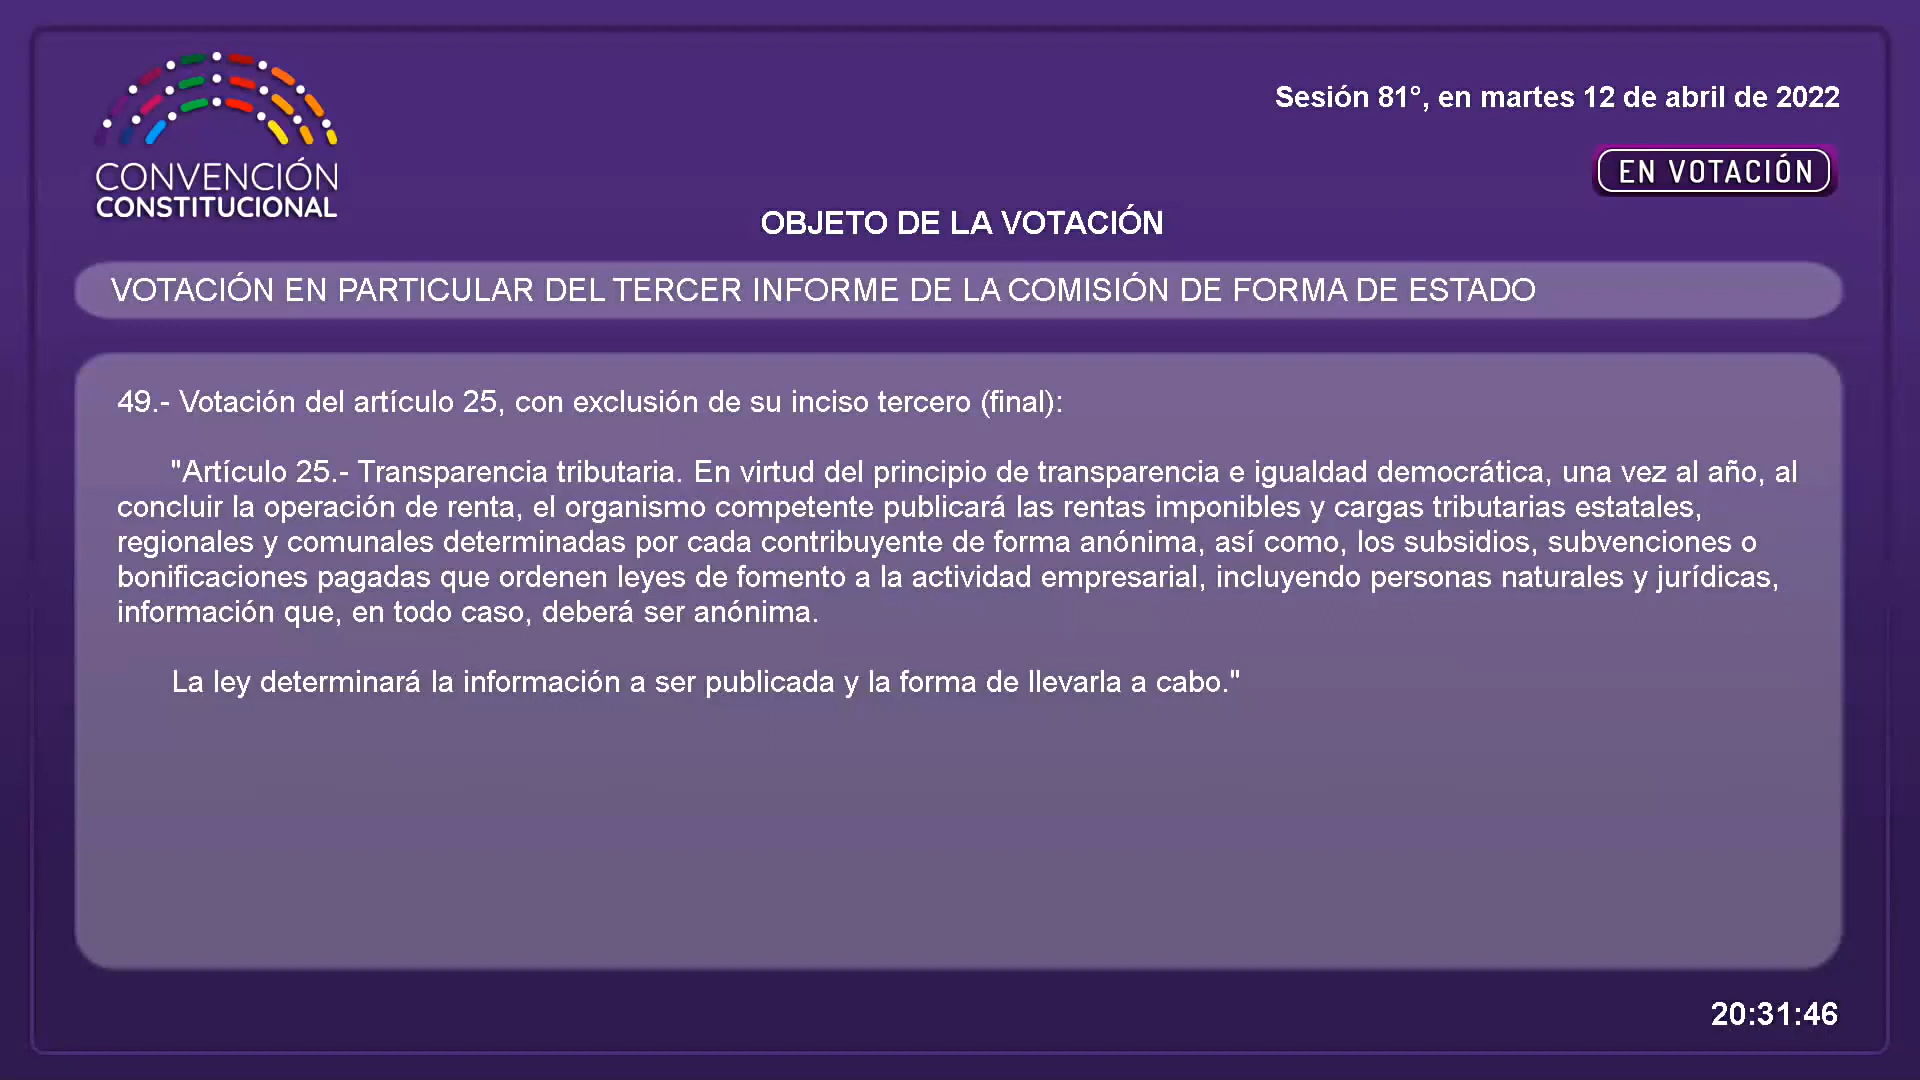 CONVENCIÓN
CONSTITUCIONAL
Sesión 81°, en martes 12 de abril de 2022
EN VOTACIÓN
OBJETO DE LA VOTACIÓN
VOTACIÓN EN PARTICULAR DEL TERCER INFORME DE LA COMISIÓN DE FORMA DE ESTADO
49.- Votación del artículo 25, con exclusión de su inciso tercero (final):
"Artículo 25.- Transparencia tributaria. En virtud del principio de transparencia e igualdad democrática, una vez al año, al
concluir la operación de renta, el organismo competente publicará las rentas imponibles y cargas tributarias estatales,
regionales y comunales determinadas por cada contribuyente de forma anónima, así como, los subsidios, subvenciones o
bonificaciones pagadas que ordenen leyes de fomento a la actividad empresarial, incluyendo personas naturales y jurídicas,
información que, en todo caso, deberá ser anónima.
La ley determinará la información a ser publicada y la forma de llevarla a cabo."
20:31:46